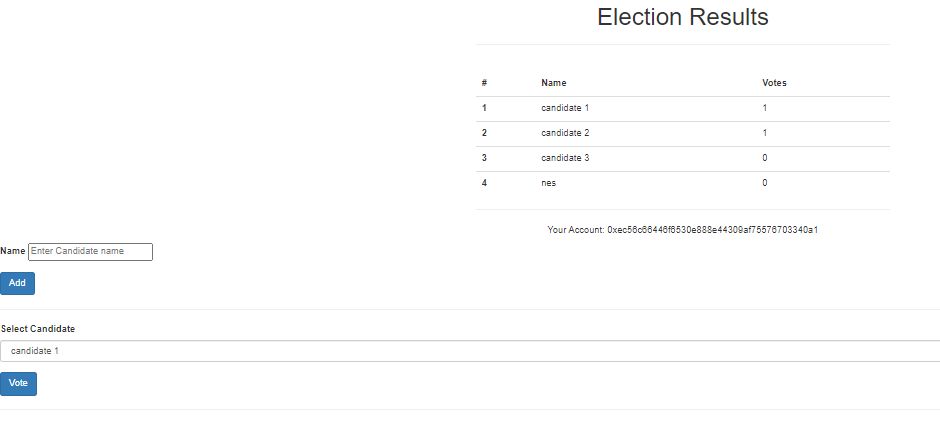 Election Results
# Name Votes
1 candidate 1 1
2 candidate 2 1
3 candidate 3 0
4 nes 0
Your Account: 0xec56c66446f6530e888e44309af75576703340a1
Name Enter Candidate name
Add
Select Candidate
candidate 1
Vote